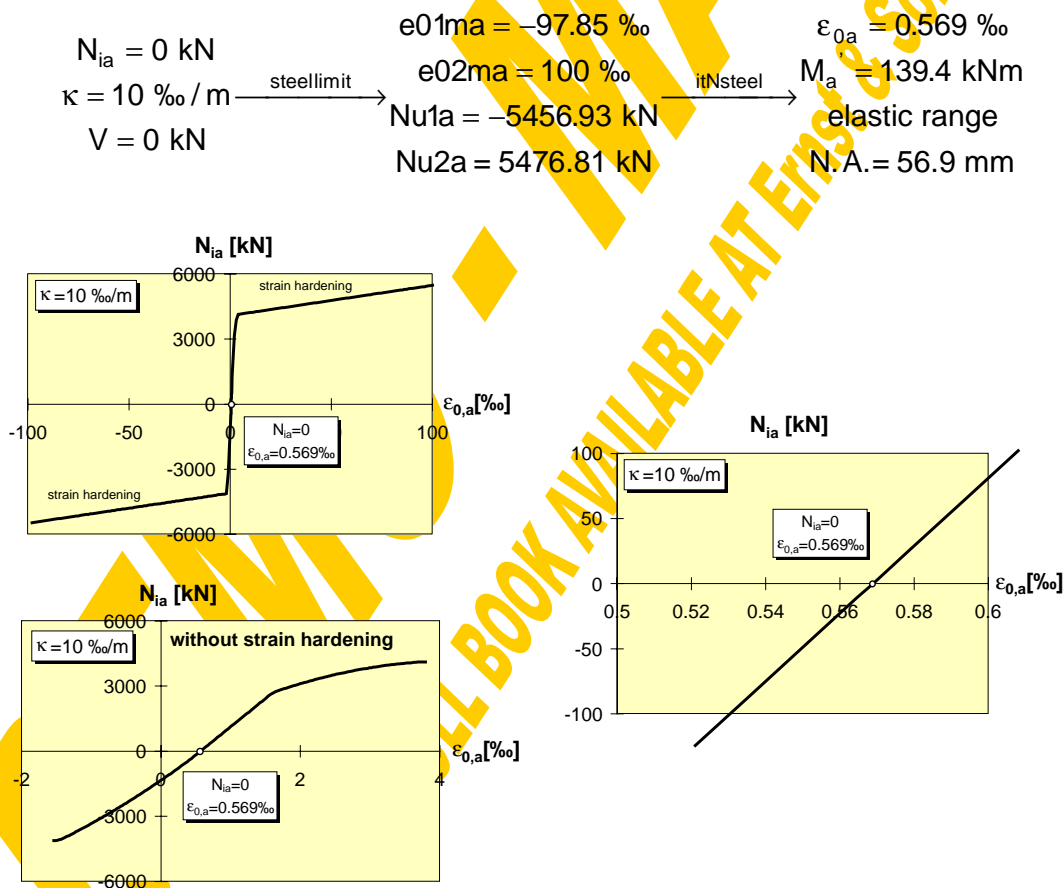 N_ia = 0 kN
κ = 10 ‰ / m
V = 0 kN
steellimit
e01ma = −97.85 ‰
e02ma = 100 ‰
Nu1a = −5456.93 kN
Nu2a = 5476.81 kN
itNsteel
ε_0,a = 0.569 ‰
M_a = 139.4 kNm
elastic range
N. A.= 56.9 mm
N_ia [kN]
κ=10 ‰/m
strain hardening
6000
3000
0
-3000
-6000
-100
-50
0
100
ε_0,a[‰]
N_ia=0
ε_0,a=0.569‰
strain hardening
N_ia [kN]
κ=10 ‰/m
100
50
0
-50
-100
0.5
0.52
0.54
0.56
0.58
0.6
ε_0,a[‰]
N_ia=0
ε_0,a=0.569‰
N_ia [kN]
κ=10 ‰/m
without strain hardening
6000
3000
0
-3000
-6000
-2
0
2
4
ε_0,a[‰]
N_ia=0
ε_0,a=0.569‰
BOOK AVAILABLE AT Ernst &